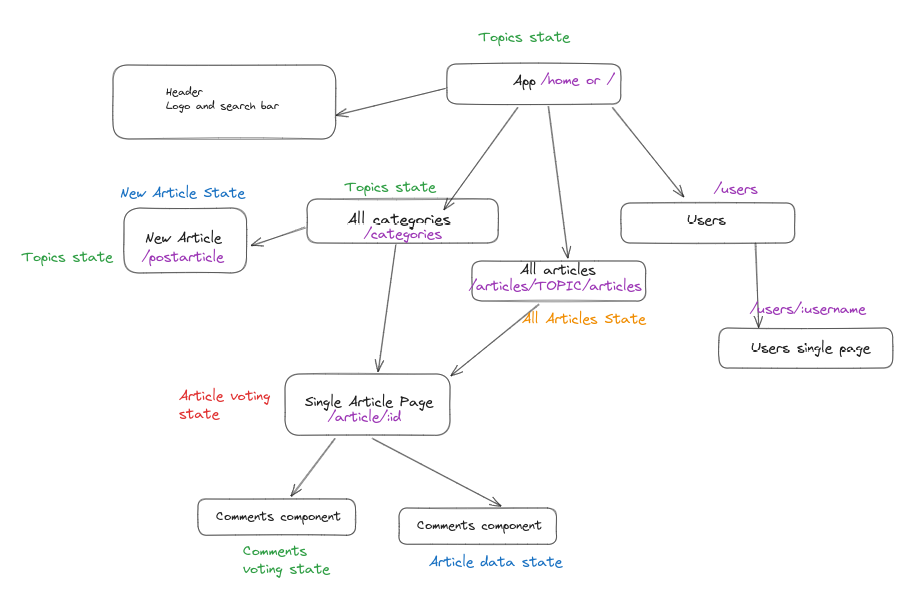 Topics state
App /home or /
Header
Logo and search bar
New Article State
Topics state
/users
All categories
/categories
Users
New Article
/postarticle
Topics state
All articles
/articles/TOPIC/articles
All Articles State
/users/:username
Users single page
Article voting
state
Single Article Page
/article/:id
Comments component
Comments component
Comments
voting state
Article data state